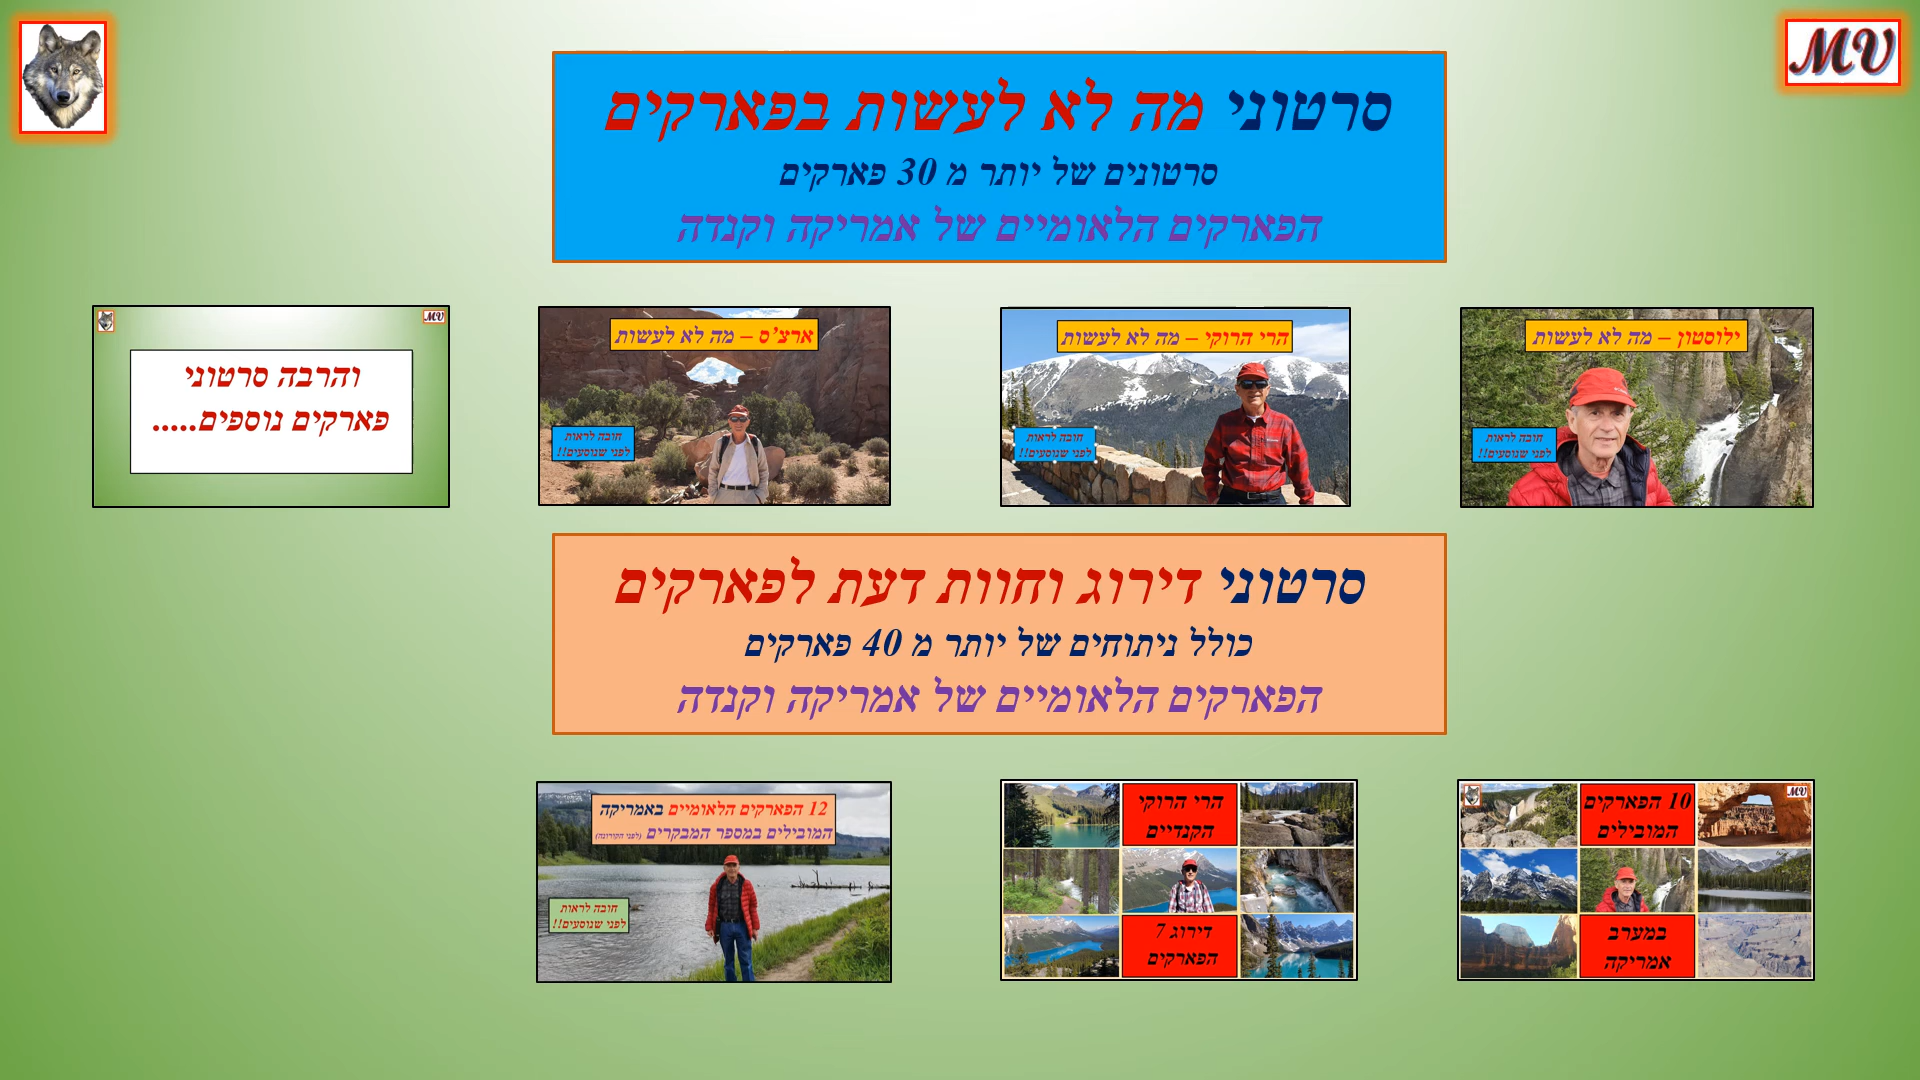 MV
סרטוני מה לא לעשות בפארקים
סרטונים של יותר מ 30 פארקים
הפארקים הלאומיים של אמריקה וקנדה
ילוסטון – מה לא לעשות
חובה לראות
לפני שנוסעים!!
הרי הרוקי – מה לא לעשות
חובה לראות
לפני שנוסעים!!
ארצ'ס – מה לא לעשות
חובה לראות
לפני שנוסעים!!
MV
והרבה סרטוני
פארקים נוספים.....
סרטוני דירוג וחוות דעת לפארקים
כולל ניתוחים של יותר מ 40 פארקים
הפארקים הלאומיים של אמריקה וקנדה
MV
10 הפארקים
המובילים
במערב
אמריקה
הרי הרוקי
הקנדיים
דירוג 7
הפארקים
12 הפארקים הלאומיים באמריקה
המובילים במספר המבקרים (לפני הקורונה)
חובה לראות
לפני שנוסעים!!